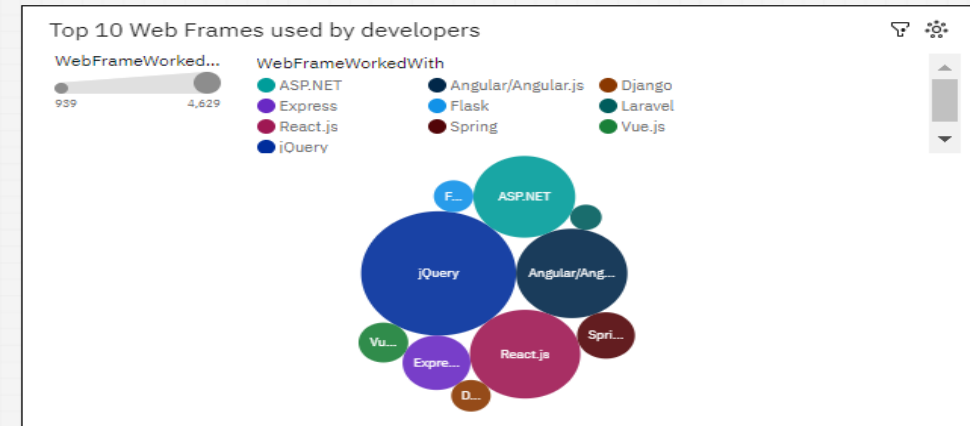 Top 10 Web Frames used by developers
WebFrameWorked...
939 4,629
WebFrameWorkedWith
ASP.NET Angular/Angular.js Django
Express Flask Laravel
React.js Spring Vue.js
jQuery
F...
ASP.NET
jQuery
Angular/Ang...
Vu...
Expre...
React.js
Spri...
D...